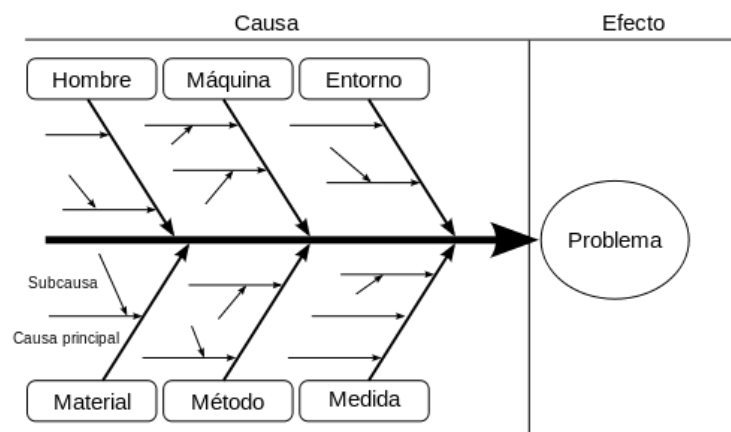 Causa
Efecto
Hombre
Máquina
Entorno
Problema
Subcausa
Causa principal
Material
Método
Medida